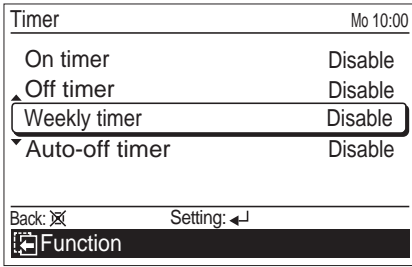 Timer Mo 10:00
On timer Disable
Off timer Disable
Weekly timer Disable
Auto-off timer Disable
Back: Setting:
Function